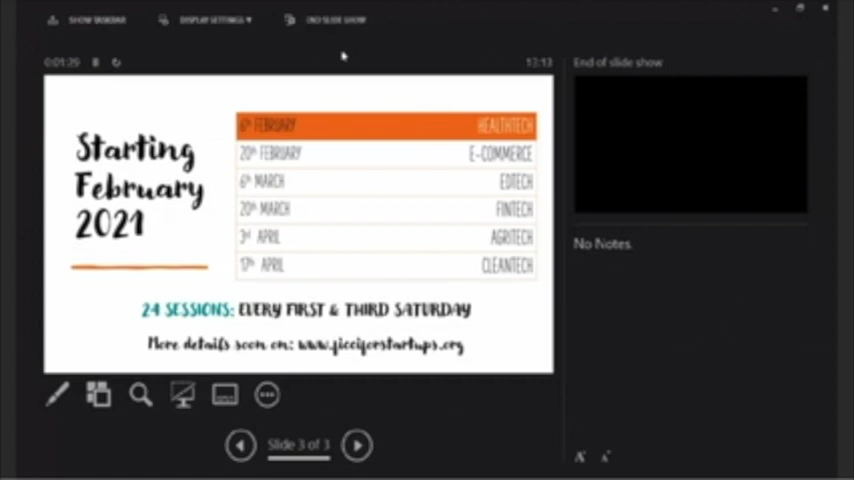 SHOW TASKBAR DISPLAY SETTINGS ▾ END SLIDE SHOW
0:01:29 13:13 End of slide show
Starting
February
2021
6th FEBRUARY HEALTHTECH
20th FEBRUARY E-COMMERCE
6th MARCH EDTECH
20th MARCH FINTECH
3rd APRIL AGRITECH
17th APRIL CLEANTECH
24 SESSIONS: EVERY FIRST & THIRD SATURDAY
More details soon on: www.ficciforstartups.org
No Notes.
Slide 3 of 3
A A